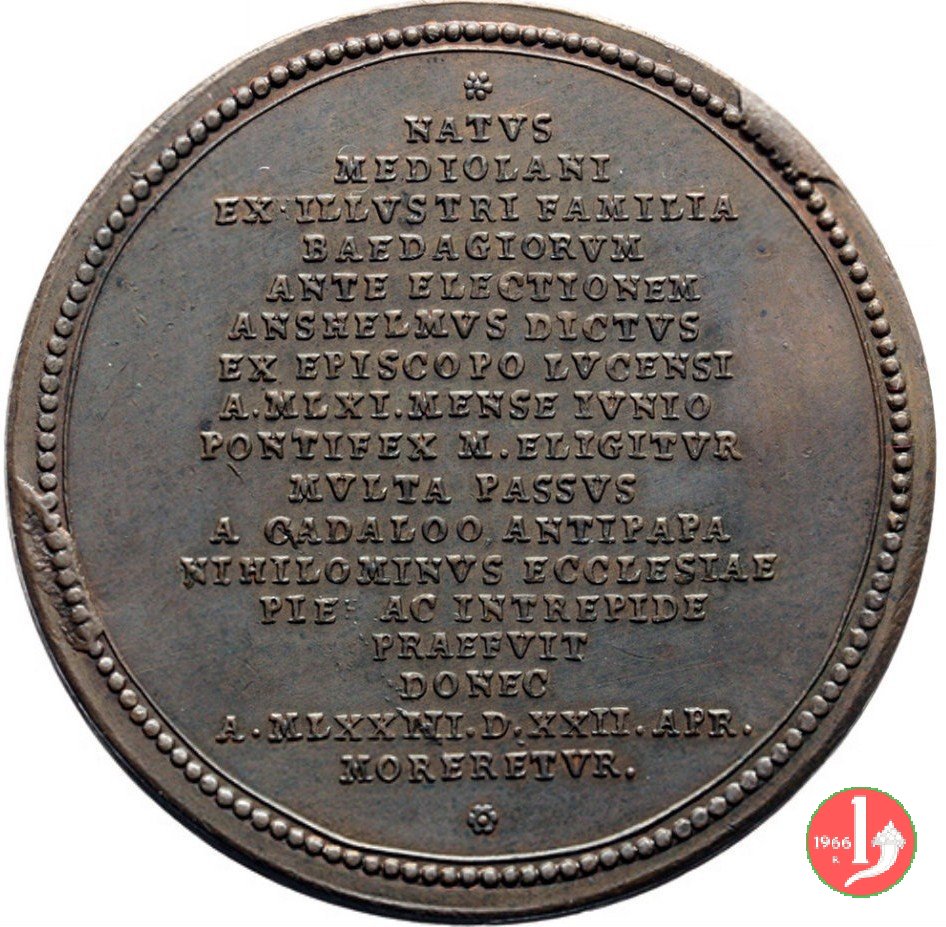 NATVS
MEDIOLANI
EX·ILLVSTRI FAMILIA
BAEDAGIORVM
ANTE ELECTIONEM
ANSHELMVS DICTVS
EX EPISCOPO LVCENSI
A.MLXI.MENSE IVNIO
PONTIFEX M.ELIGITVR
MVLTA PASSVS
A CADALOO ANTIPAPA
NIHILOMINVS ECCLESIAE
PIE AC INTREPIDE
PRAEFVIT
DONEC
A.MLXXIII.D.XXII.APR.
MORERETVR.
1966
R